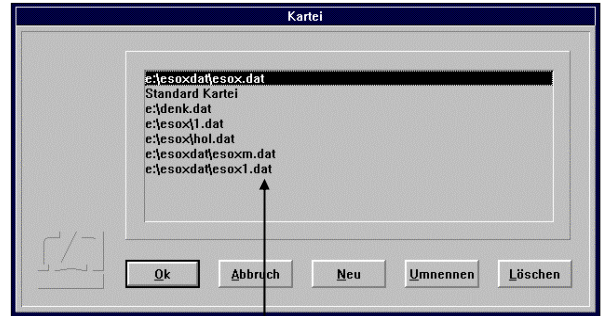 Kartei
e:\esoxdat\esox.dat
Standard Kartei
e:\denk.dat
e:\esox\1.dat
e:\esox\hol.dat
e:\esoxdat\esoxm.dat
e:\esoxdat\esox1.dat
Ok Abbruch Neu Umnennen Löschen